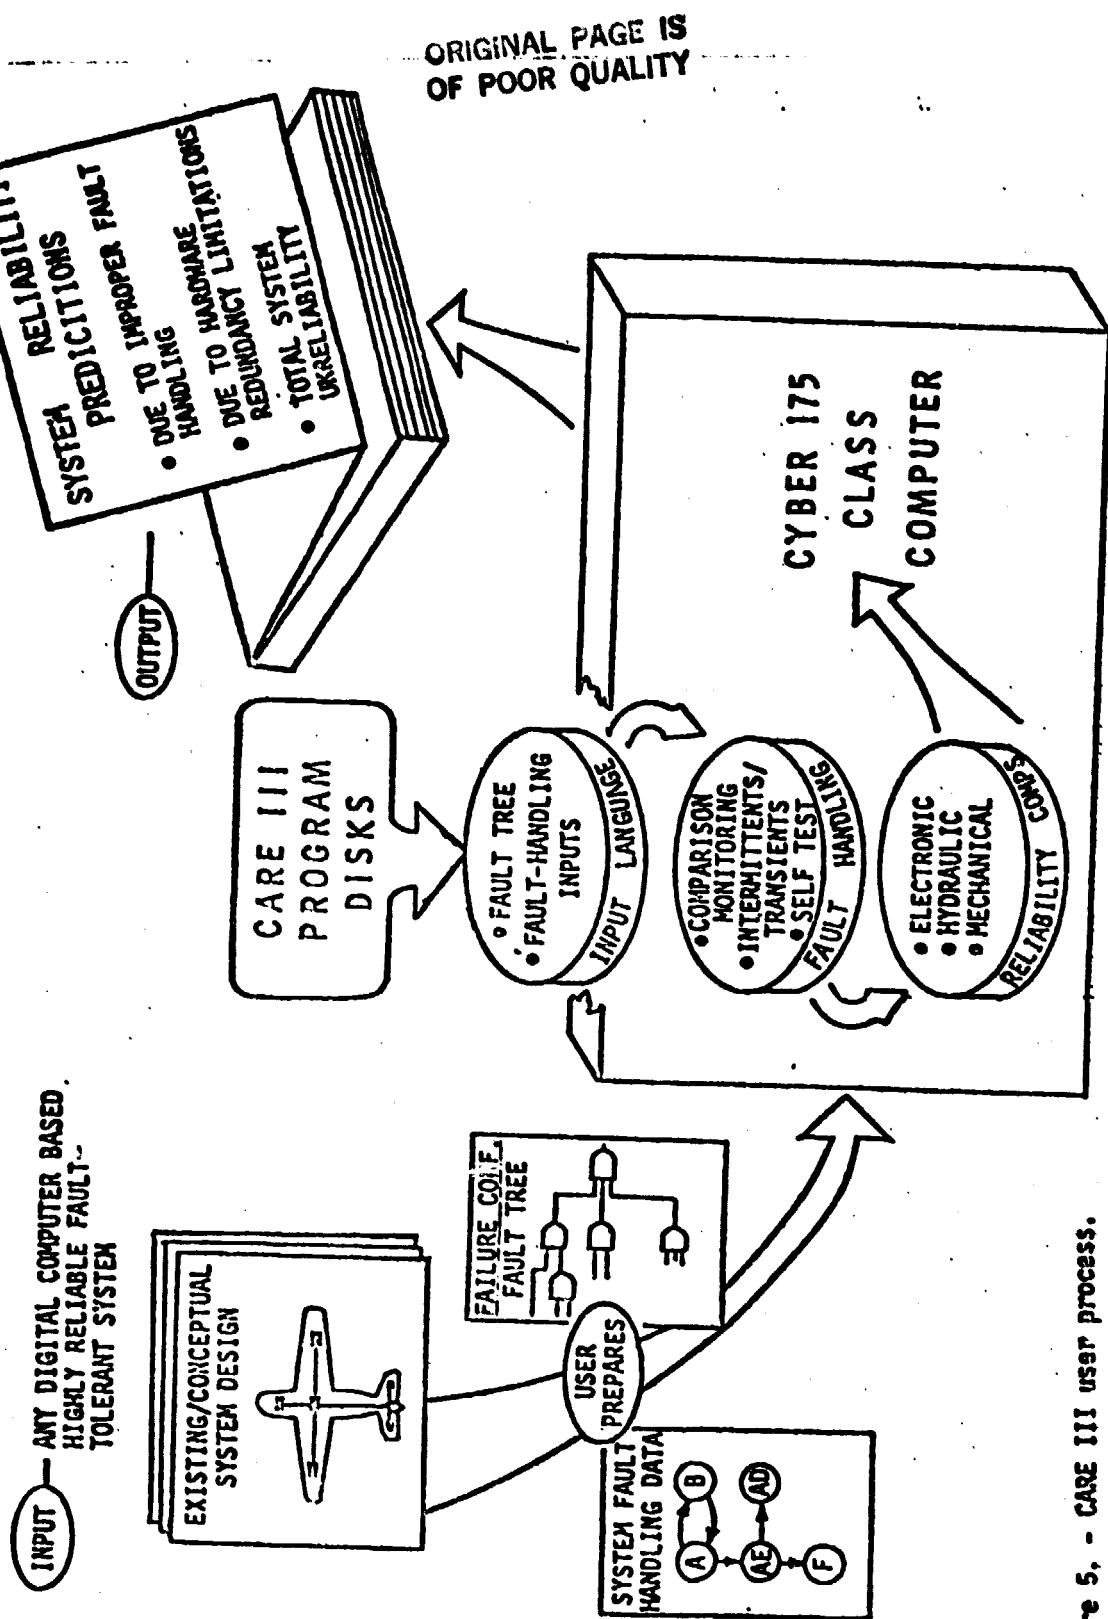 ORIGINAL PAGE IS
OF POOR QUALITY
INPUT
ANY DIGITAL COMPUTER BASED,
HIGHLY RELIABLE FAULT-
TOLERANT SYSTEM
EXISTING/CONCEPTUAL
SYSTEM DESIGN
USER
PREPARES
SYSTEM FAULT
HANDLING DATA
A
B
AE
AD
F
FAILURE CONF.
FAULT TREE
CARE III
PROGRAM
DISKS
• FAULT TREE
• FAULT-HANDLING
INPUTS
INPUT LANGUAGE
• COMPARISON
MONITORING
• INTERMITTENTS/
TRANSIENTS
• SELF TEST
FAULT HANDLING
• ELECTRONIC
• HYDRAULIC
• MECHANICAL
RELIABILITY COMPS
CYBER 175
CLASS
COMPUTER
OUTPUT
SYSTEM RELIABILITY
PREDICITIONS
• DUE TO IMPROPER FAULT
HANDLING
• DUE TO HARDWARE
REDUNDANCY LIMITATIONS
• TOTAL SYSTEM
UKRELIABILITY
re 5. - CARE III user process.